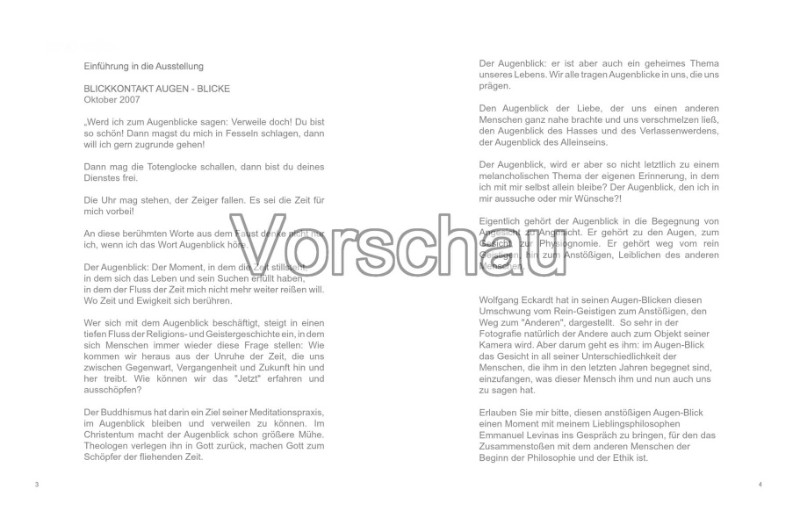 Einführung in die Ausstellung
BLICKKONTAKT AUGEN - BLICKE
Oktober 2007
„Werd ich zum Augenblicke sagen: Verweile doch! Du bist
so schön! Dann magst du mich in Fesseln schlagen, dann
will ich gern zugrunde gehen!
Dann mag die Totenglocke schallen, dann bist du deines
Dienstes frei.
Die Uhr mag stehen, der Zeiger fallen. Es sei die Zeit für
mich vorbei!
An diese berühmten Worte aus dem Faust denke nicht nur
ich, wenn ich das Wort Augenblick höre.
Der Augenblick: Der Moment, in dem die Zeit stillsteht,
in dem sich das Leben und sein Suchen erfüllt haben,
in dem der Fluss der Zeit mich nicht mehr weiter reißen will.
Wo Zeit und Ewigkeit sich berühren.
Wer sich mit dem Augenblick beschäftigt, steigt in einen
tiefen Fluss der Religions- und Geistergeschichte ein, in dem
sich Menschen immer wieder diese Frage stellen: Wie
kommen wir heraus aus der Unruhe der Zeit, die uns
zwischen Gegenwart, Vergangenheit und Zukunft hin und
her treibt. Wie können wir das "Jetzt" erfahren und
ausschöpfen?
Der Buddhismus hat darin ein Ziel seiner Meditationspraxis,
im Augenblick bleiben und verweilen zu können. Im
Christentum macht der Augenblick schon größere Mühe.
Theologen verlegen ihn in Gott zurück, machen Gott zum
Schöpfer der fliehenden Zeit.
3
Der Augenblick: er ist aber auch ein geheimes Thema
unseres Lebens. Wir alle tragen Augenblicke in uns, die uns
prägen.
Den Augenblick der Liebe, der uns einen anderen
Menschen ganz nahe brachte und uns verschmelzen ließ,
den Augenblick des Hasses und des Verlassenwerdens,
der Augenblick des Alleinseins.
Der Augenblick, wird er aber so nicht letztlich zu einem
melancholischen Thema der eigenen Erinnerung, in dem
ich mit mir selbst allein bleibe? Der Augenblick, den ich in
mir aussuche oder mir Wünsche?!
Eigentlich gehört der Augenblick in die Begegnung von
Angesicht zu Angesicht. Er gehört zu den Augen, zum
Gesicht, zur Physiognomie. Er gehört weg vom rein
Geistigen, hin zum Anstößigen, Leiblichen des anderen
Menschen.
Wolfgang Eckardt hat in seinen Augen-Blicken diesen
Umschwung vom Rein-Geistigen zum Anstößigen, den
Weg zum "Anderen", dargestellt. So sehr in der
Fotografie natürlich der Andere auch zum Objekt seiner
Kamera wird. Aber darum geht es ihm: im Augen-Blick
das Gesicht in all seiner Unterschiedlichkeit der
Menschen, die ihm in den letzten Jahren begegnet sind,
einzufangen, was dieser Mensch ihm und nun auch uns
zu sagen hat.
Erlauben Sie mir bitte, diesen anstößigen Augen-Blick
einen Moment mit meinem Lieblingsphilosophen
Emmanuel Levinas ins Gespräch zu bringen, für den das
Zusammenstoßen mit dem anderen Menschen der
Beginn der Philosophie und der Ethik ist.
4
Vorschau